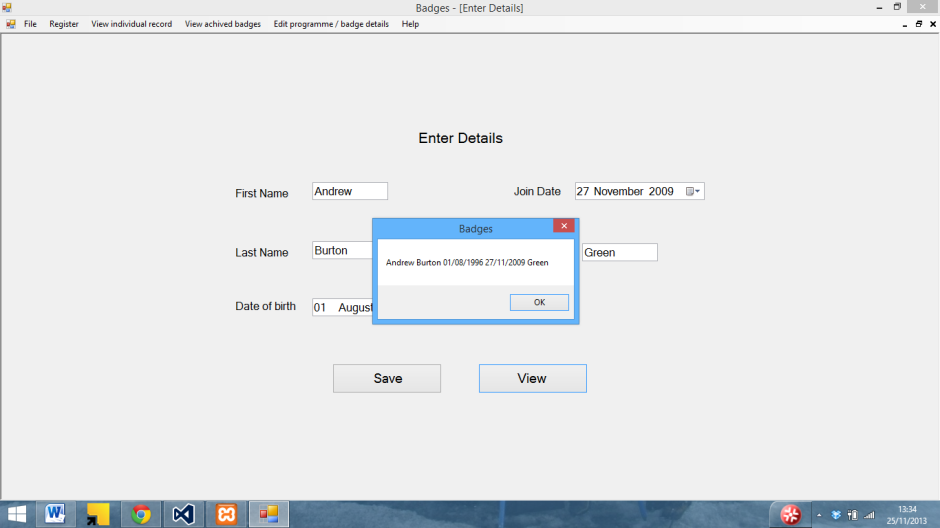 Badges - [Enter Details]
File Register View individual record View achived badges Edit programme / badge details Help
Enter Details
First Name Andrew Join Date 27 November 2009
Badges
Last Name Burton Green
Andrew Burton 01/08/1996 27/11/2009 Green
OK
Date of birth 01 August
Save View
13:34
25/11/2013